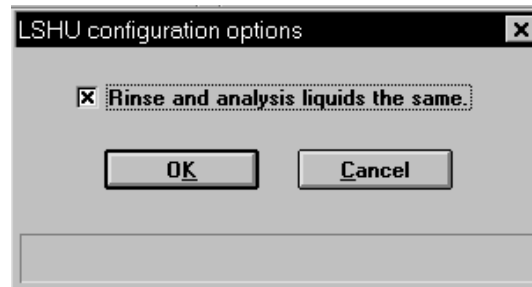 LSHU configuration options
Rinse and analysis liquids the same.
OK
Cancel